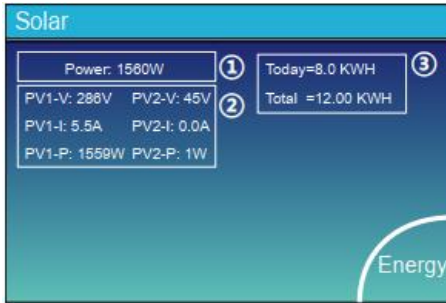 Solar
Power: 1560W
①
PV1-V: 286V PV2-V: 45V
②
PV1-I: 5.5A PV2-I: 0.0A
PV1-P: 1559W PV2-P: 1W
Today=8.0 KWH
③
Total =12.00 KWH
Energy